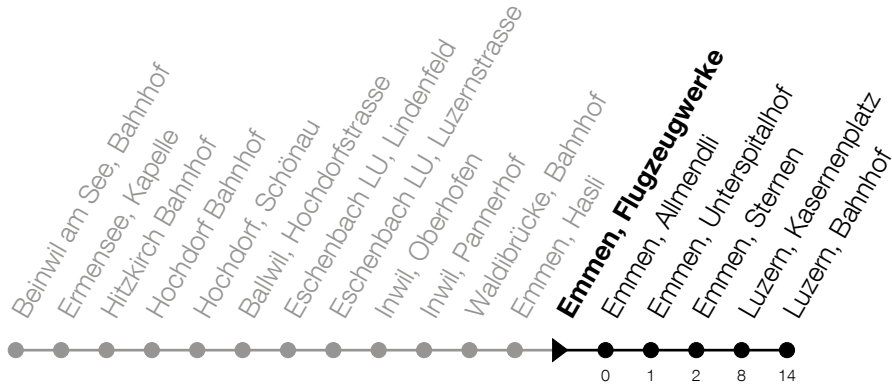 Beinwil am See, Bahnhof
Ermensee, Kapelle
Hitzkirch Bahnhof
Hochdorf Bahnhof
Hochdorf, Schönau
Ballwil, Hochdorfstrasse
Eschenbach LU, Lindenfeld
Eschenbach LU, Luzernstrasse
Inwil, Oberhofen
Inwil, Pannerhof
Waldibrücke, Bahnhof
Emmen, Hasli
Emmen, Flugzeugwerke
Emmen, Allmendli
Emmen, Unterspitalhof
Emmen, Sternen
Luzern, Kasernenplatz
Luzern, Bahnhof
0 1 2 8 14